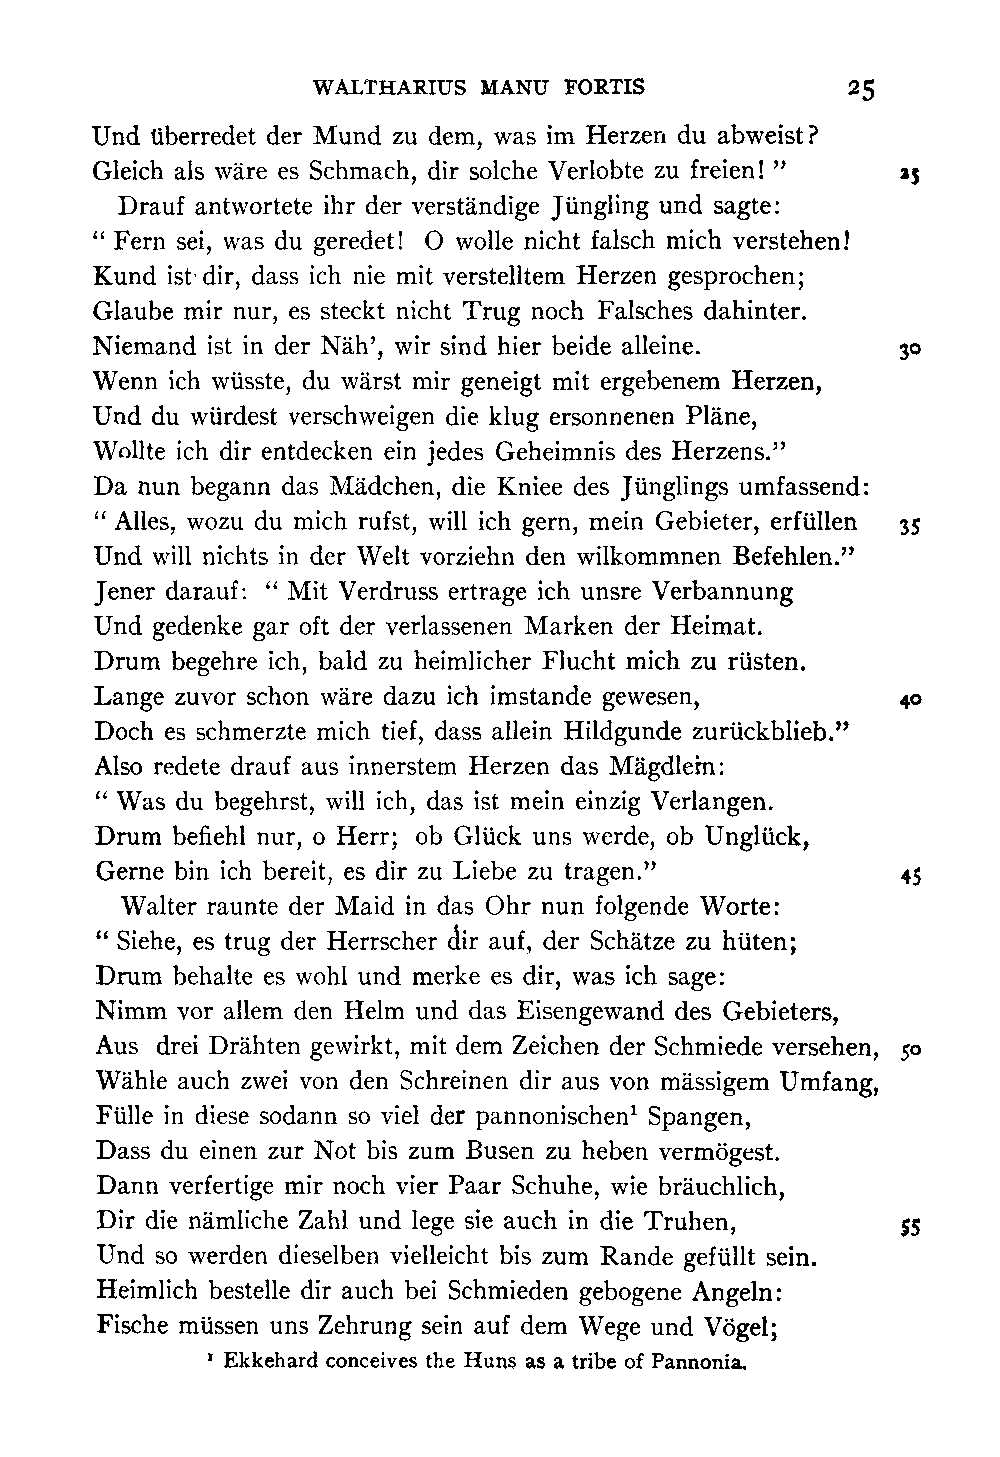 WALTHARIUS MANU FORTIS 25
Und überredet der Mund zu dem, was im Herzen du abweist?
Gleich als wäre es Schmach, dir solche Verlobte zu freien! ” 25
Drauf antwortete ihr der verständige Jüngling und sagte:
“ Fern sei, was du geredet! O wolle nicht falsch mich verstehen!
Kund ist dir, dass ich nie mit verstelltem Herzen gesprochen;
Glaube mir nur, es steckt nicht Trug noch Falsches dahinter.
Niemand ist in der Näh’, wir sind hier beide alleine. 30
Wenn ich wüsste, du wärst mir geneigt mit ergebenem Herzen,
Und du würdest verschweigen die klug ersonnenen Pläne,
Wollte ich dir entdecken ein jedes Geheimnis des Herzens.”
Da nun begann das Mädchen, die Kniee des Jünglings umfassend:
“ Alles, wozu du mich rufst, will ich gern, mein Gebieter, erfüllen 35
Und will nichts in der Welt vorziehn den wilkommnen Befehlen.”
Jener darauf: “ Mit Verdruss ertrage ich unsre Verbannung
Und gedenke gar oft der verlassenen Marken der Heimat.
Drum begehre ich, bald zu heimlicher Flucht mich zu rüsten.
Lange zuvor schon wäre dazu ich imstande gewesen, 40
Doch es schmerzte mich tief, dass allein Hildgunde zurückblieb.”
Also redete drauf aus innerstem Herzen das Mägdlein:
“ Was du begehrst, will ich, das ist mein einzig Verlangen.
Drum befiehl nur, o Herr; ob Glück uns werde, ob Unglück,
Gerne bin ich bereit, es dir zu Liebe zu tragen.” 45
Walter raunte der Maid in das Ohr nun folgende Worte:
“ Siehe, es trug der Herrscher dir auf, der Schätze zu hüten;
Drum behalte es wohl und merke es dir, was ich sage:
Nimm vor allem den Helm und das Eisengewand des Gebieters,
Aus drei Drähten gewirkt, mit dem Zeichen der Schmiede versehen, 50
Wähle auch zwei von den Schreinen dir aus von mässigem Umfang,
Fülle in diese sodann so viel der pannonischen¹ Spangen,
Dass du einen zur Not bis zum Busen zu heben vermögest.
Dann verfertige mir noch vier Paar Schuhe, wie bräuchlich,
Dir die nämliche Zahl und lege sie auch in die Truhen, 55
Und so werden dieselben vielleicht bis zum Rande gefüllt sein.
Heimlich bestelle dir auch bei Schmieden gebogene Angeln:
Fische müssen uns Zehrung sein auf dem Wege und Vögel;
¹ Ekkehard conceives the Huns as a tribe of Pannonia.